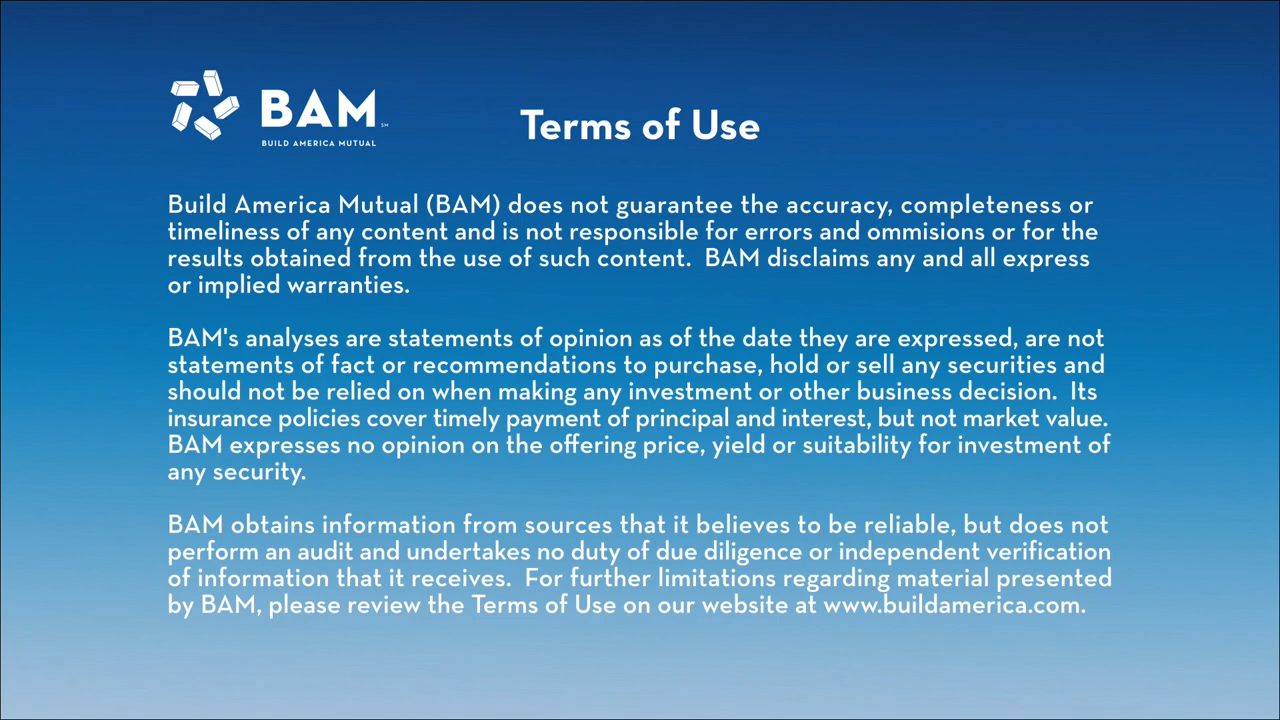 BAM
SM
BUILD AMERICA MUTUAL
Terms of Use
Build America Mutual (BAM) does not guarantee the accuracy, completeness or
timeliness of any content and is not responsible for errors and ommisions or for the
results obtained from the use of such content.  BAM disclaims any and all express
or implied warranties.
BAM's analyses are statements of opinion as of the date they are expressed, are not
statements of fact or recommendations to purchase, hold or sell any securities and
should not be relied on when making any investment or other business decision.  Its
insurance policies cover timely payment of principal and interest, but not market value.
BAM expresses no opinion on the offering price, yield or suitability for investment of
any security.
BAM obtains information from sources that it believes to be reliable, but does not
perform an audit and undertakes no duty of due diligence or independent verification
of information that it receives.  For further limitations regarding material presented
by BAM, please review the Terms of Use on our website at www.buildamerica.com.